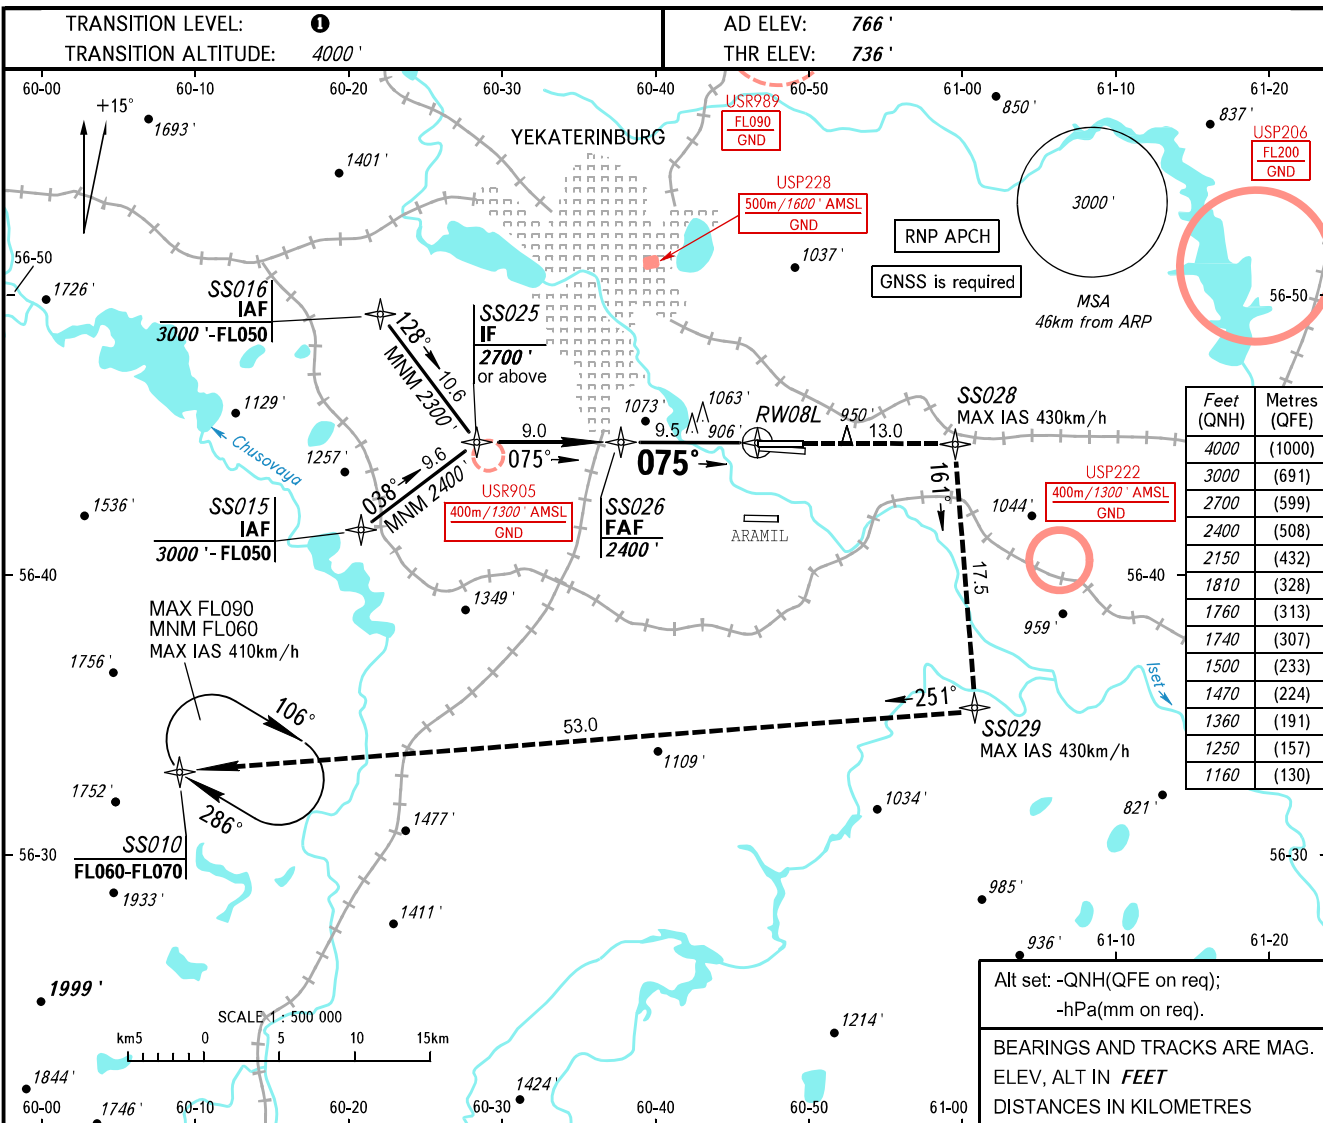 TRANSITION LEVEL: 1
TRANSITION ALTITUDE: 4000'
AD ELEV: 766'
THR ELEV: 736'
60-00 60-10 60-20 60-30 60-40 60-50 61-00 61-10 61-20
+15°
1693'
1401'
YEKATERINBURG
USR989
FL090
GND
850'
837'
USP206
FL200
GND
USP228
500m/1600' AMSL
GND
3000'
RNP APCH
GNSS is required
1037'
MSA
46km from ARP
56-50
56-50
1726'
SS016
IAF
3000'-FL050
128°
10.6
MNM 2300'
SS025
IF
2700'
or above
1129'
Chusovaya
1257'
1073'
1063'
906'
RW08L
950'
13.0
SS028
MAX IAS 430km/h
9.0
075°
9.5
075°
038°
9.6
MNM 2400'
USR905
400m/1300' AMSL
GND
SS026
FAF
2400'
ARAMIL
161°
17.5
1044'
USP222
400m/1300' AMSL
GND
1536'
SS015
IAF
3000'-FL050
56-40
56-40
1349'
959'
Iset
MAX FL090
MNM FL060
MAX IAS 410km/h
1756'
106°
286°
251°
53.0
SS029
MAX IAS 430km/h
1109'
1752'
SS010
FL060-FL070
1477'
1034'
821'
56-30
56-30
1933'
1411'
985'
936'
61-10
61-20
1999'
SCALE 1 : 500 000
km5 0 5 10 15km
1214'
1844'
1746'
1424'
60-00 60-10 60-20 60-30 60-40 60-50 61-00
Feet (QNH) Metres (QFE)
4000 (1000)
3000 (691)
2700 (599)
2400 (508)
2150 (432)
1810 (328)
1760 (313)
1740 (307)
1500 (233)
1470 (224)
1360 (191)
1250 (157)
1160 (130)
Alt set: -QNH(QFE on req);
-hPa(mm on req).
BEARINGS AND TRACKS ARE MAG.
ELEV, ALT IN FEET
DISTANCES IN KILOMETRES